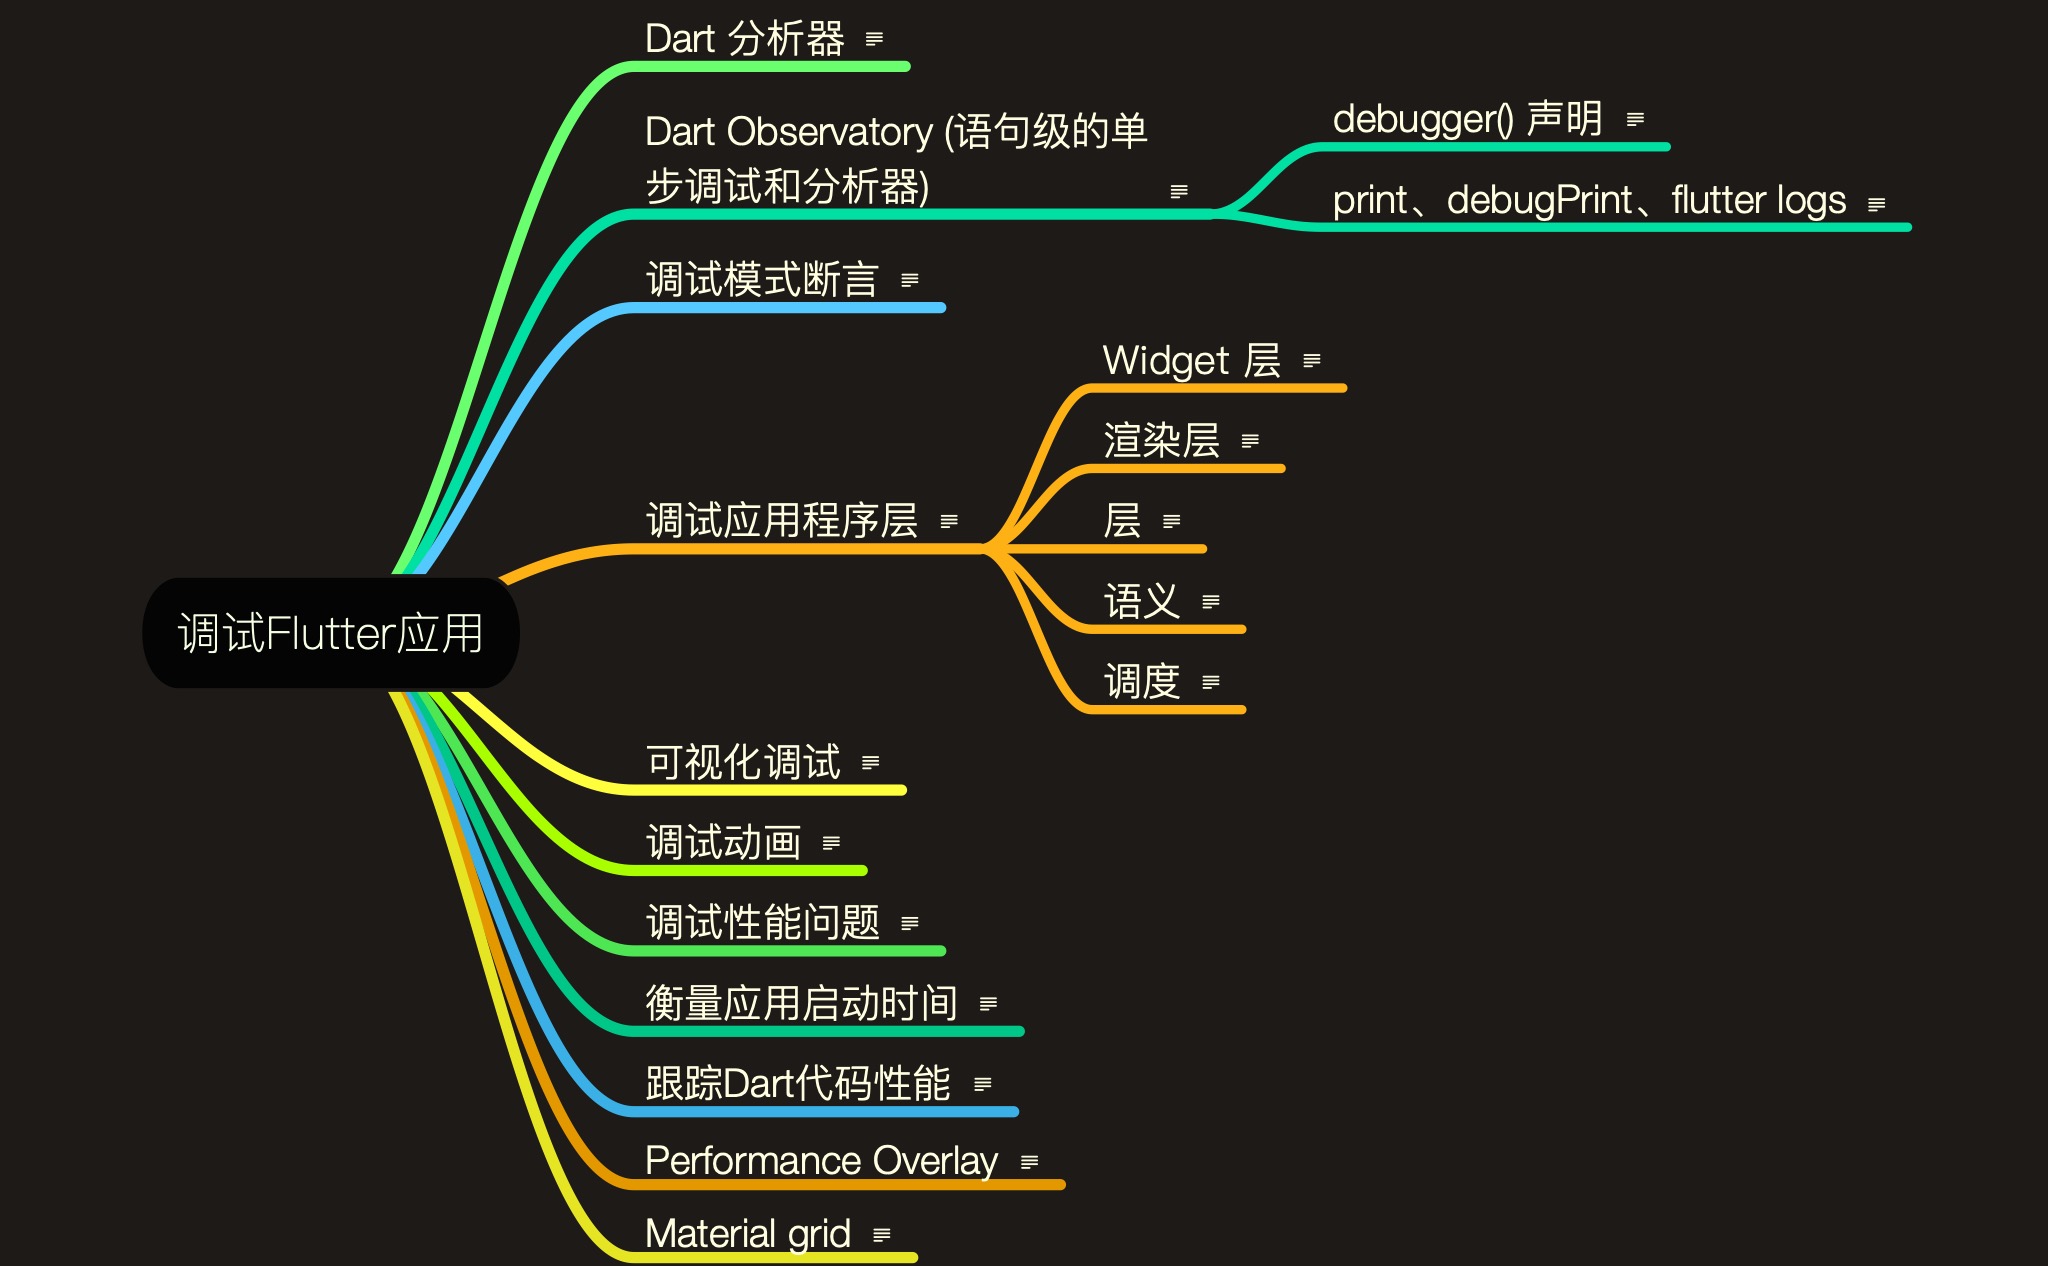 Dart 分析器
Dart Observatory (语句级的单
步调试和分析器)
debugger() 声明
print、debugPrint、flutter logs
调试模式断言
调试应用程序层
Widget 层
渲染层
层
语义
调度
调试Flutter应用
可视化调试
调试动画
调试性能问题
衡量应用启动时间
跟踪Dart代码性能
Performance Overlay
Material grid